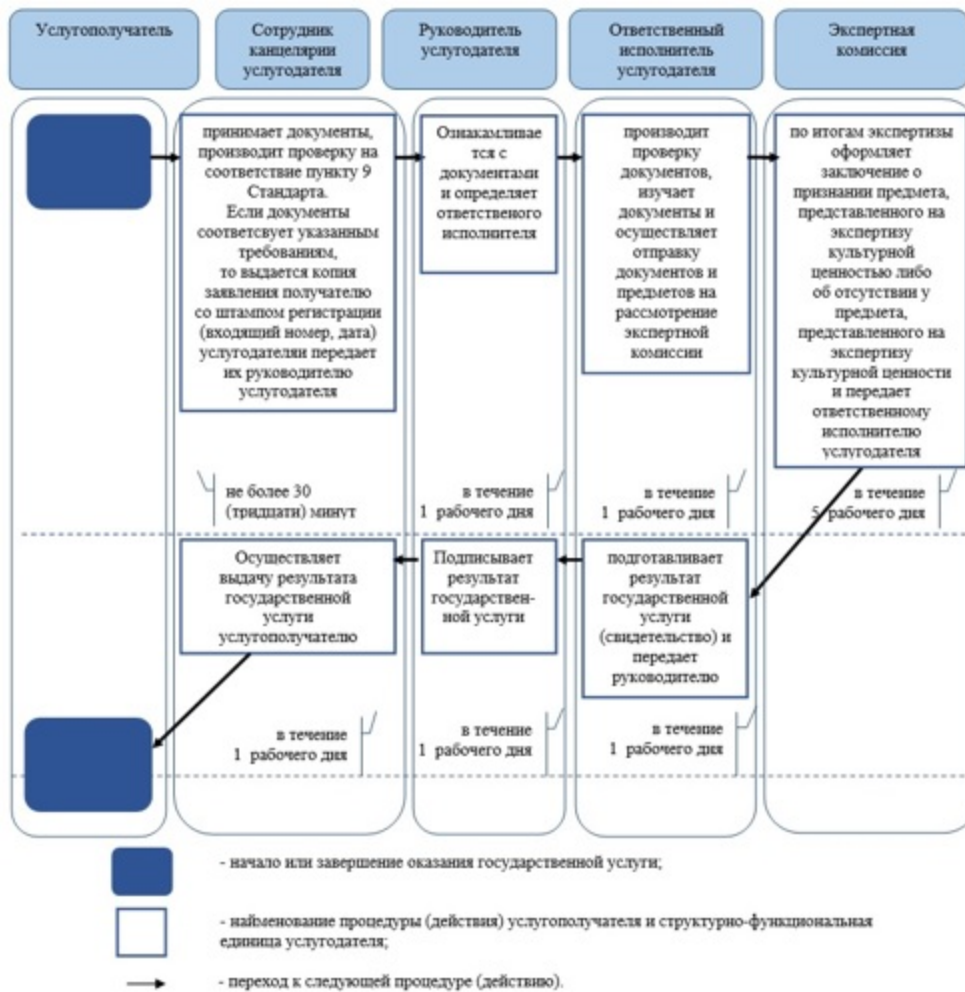 Услугополучатель
Сотрудник
канцелярии
услугодателя
Руководитель
услугодателя
Ответственный
исполнитель
услугодателя
Экспертная
комиссия
принимает документы,
производит проверку на
соответствие пункту 9
Стандарта.
Если документы
соответсвует указанным
требованиям,
то выдается копия
заявления получателю
со штампом регистрации
(входящий номер, дата)
услугодателяи передает
их руководителю
услугодателя
Ознакамливае
тся с
документами
и определяет
ответственого
исполнителя
производит
проверку
документов,
изучает
документы и
осуществляет
отправку
документов и
предметов на
рассмотрение
экспертной
комиссии
по итогам экспертизы
оформляет
заключение о
признании предмета,
представленного на
экспертизу
культурной
ценностью либо
об отсутствии у
предмета,
представленного на
экспертизу
культурной ценности
и передает
ответственному
исполнителю
услугодателя
не более 30
(тридцати) минут
в течение
1 рабочего дня
в течение
1 рабочего дня
в течение
5 рабочего дня
Осуществляет
выдачу результата
государственной
услуги
услугополучателю
Подписывает
результат
государствен-
ной услуги
подготавливает
результат
государственной
услуги
(свидетельство) и
передает
руководителю
в течение
1 рабочего дня
в течение
1 рабочего дня
в течение
1 рабочего дня
- начало или завершение оказания государственной услуги;
- найменование процедуры (действия) услугополучателя и структурно-функциональная
единица услугодателя;
- переход к следующей процедуре (действию).